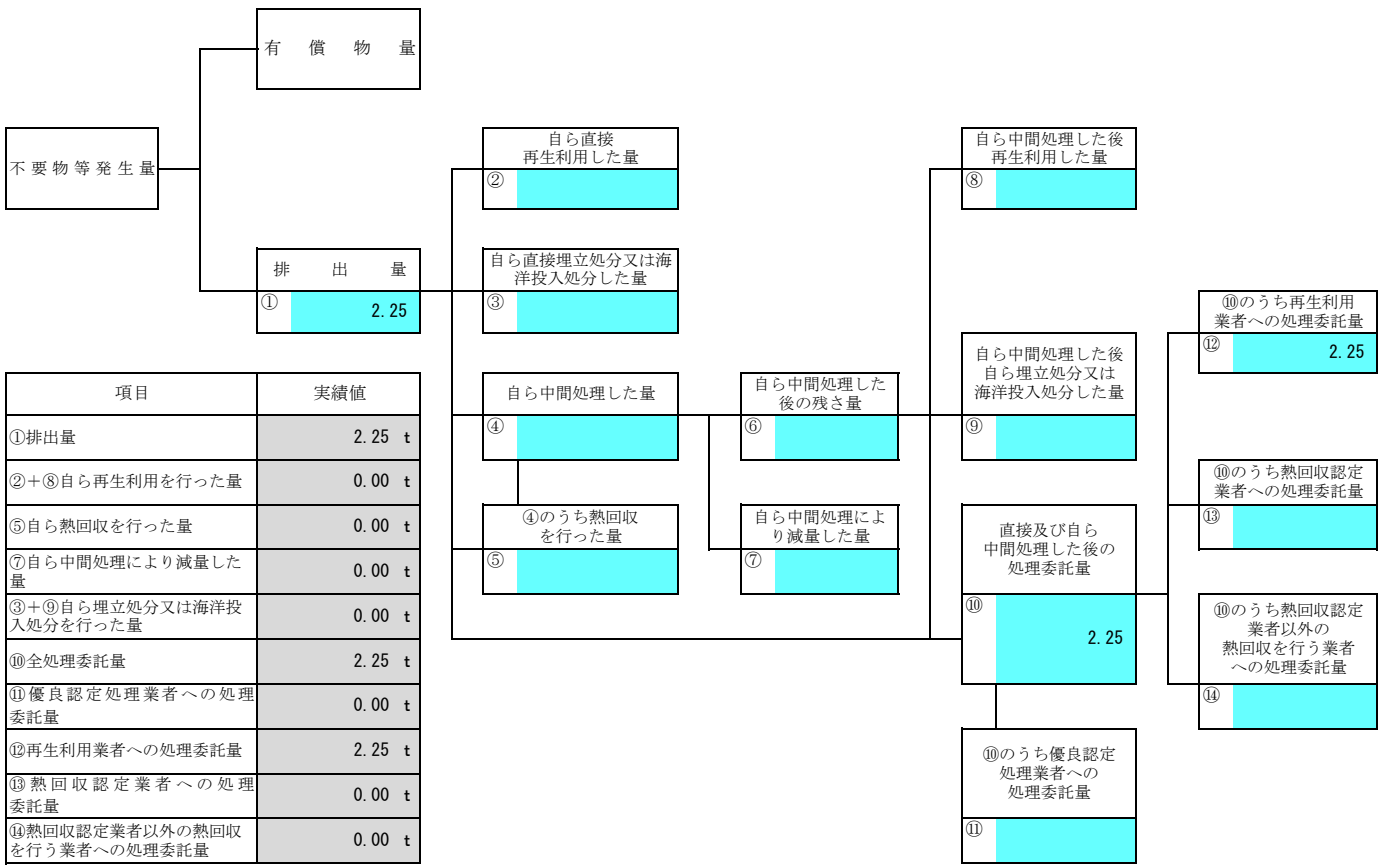 有償物量
不要物等発生量
排出量
① 2.25
自ら直接
再生利用した量
②
自ら直接埋立処分又は海
洋投入処分した量
③
自ら中間処理した量
④
④のうち熱回収
を行った量
⑤
自ら中間処理した
後の残さ量
⑥
自ら中間処理によ
り減量した量
⑦
自ら中間処理した後
再生利用した量
⑧
自ら中間処理した後
自ら埋立処分又は
海洋投入処分した量
⑨
直接及び自ら
中間処理した後の
処理委託量
⑩
2.25
⑩のうち優良認定
処理業者への
処理委託量
⑪
⑩のうち再生利用
業者への処理委託量
⑫ 2.25
⑩のうち熱回収認定
業者への処理委託量
⑬
⑩のうち熱回収認定
業者以外の
熱回収を行う業者
への処理委託量
⑭
項目 実績値
①排出量 2.25 t
②+⑧自ら再生利用を行った量 0.00 t
⑤自ら熱回収を行った量 0.00 t
⑦自ら中間処理により減量した
量 0.00 t
③+⑨自ら埋立処分又は海洋投
入処分を行った量 0.00 t
⑩全処理委託量 2.25 t
⑪優良認定処理業者への処理
委託量 0.00 t
⑫再生利用業者への処理委託量 2.25 t
⑬熱回収認定業者への処理
委託量 0.00 t
⑭熱回収認定業者以外の熱回収
を行う業者への処理委託量 0.00 t